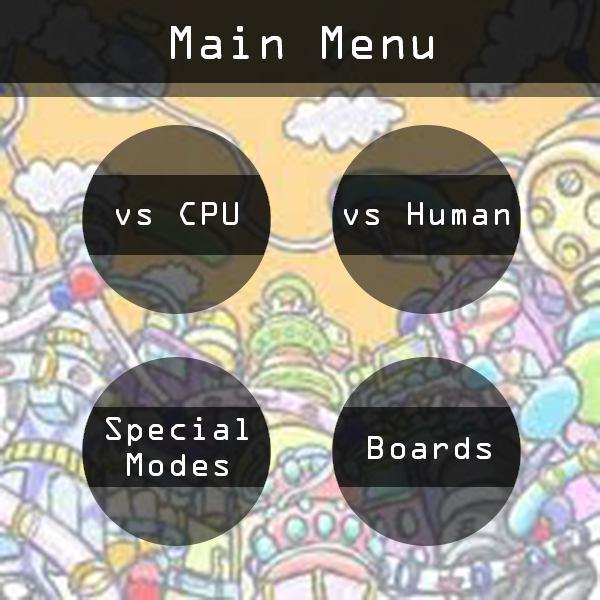 Main Menu
vs CPU
vs Human
Special
Modes
Boards